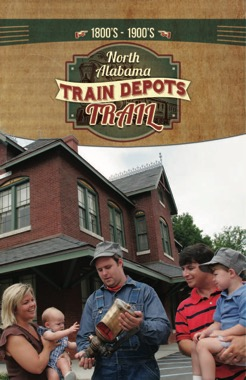 1800'S - 1900'S
North
Alabama
TRAIN DEPOTS
TRAIL